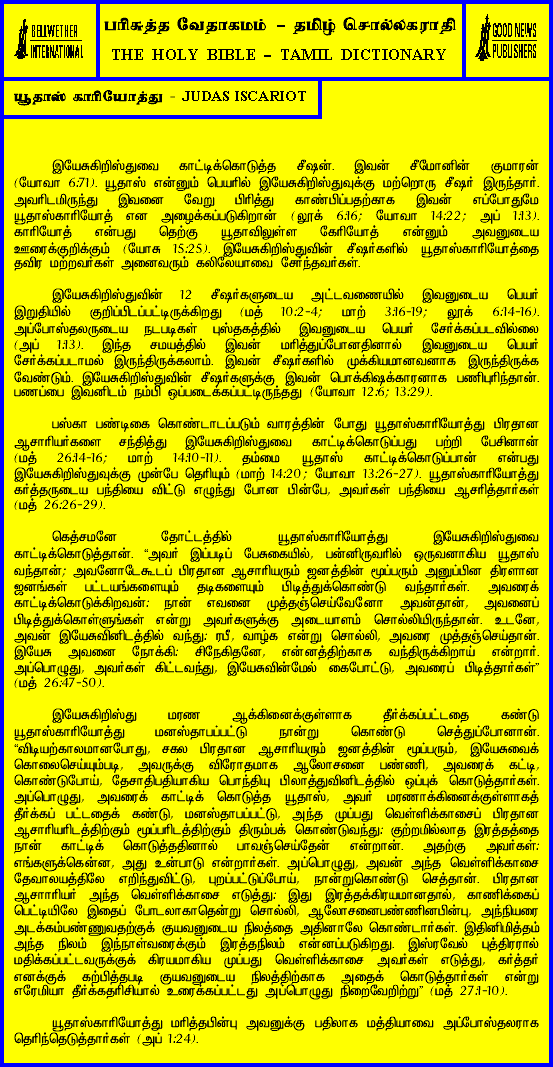 BELLWETHER
INTERNATIONAL
பரிசுத்த வேதாகமம் – தமிழ் சொல்லகராதி
THE HOLY BIBLE – TAMIL DICTIONARY
GOOD NEWS
PUBLISHERS
யூதாஸ் காரியோத்து - JUDAS ISCARIOT
இயேசுகிறிஸ்துவை காட்டிக்கொடுத்த சீஷன். இவன் சீமோனின் குமாரன்
(யோவா 6:71). யூதாஸ் என்னும் பெயரில் இயேசுகிறிஸ்துவுக்கு மற்றொரு சீஷர் இருந்தார்.
அவரிடமிருந்து இவனை வேறு பிரித்து காண்பிப்பதற்காக இவன் எப்போதுமே
யூதாஸ்காரியோத் என அழைக்கப்படுகிறான் (லூக் 6:16; யோவா 14:22; அப் 1:13).
காரியோத் என்பது தெற்கு யூதாவிலுள்ள கேரியோத் என்னும் அவனுடைய
ஊரைக்குறிக்கும் (யோசு 15:25). இயேசுகிறிஸ்துவின் சீஷர்களில் யூதாஸ்காரியோத்தை
தவிர மற்றவர்கள் அனைவரும் கலிலேயாவை சேர்ந்தவர்கள்.
இயேசுகிறிஸ்துவின் 12 சீஷர்களுடைய அட்டவணையில் இவனுடைய பெயர்
இறுதியில் குறிப்பிடப்பட்டிருக்கிறது (மத் 10:2-4; மாற் 3:16-19; லூக் 6:14-16).
அப்போஸ்தலருடைய நடபடிகள் புஸ்தகத்தில் இவனுடைய பெயர் சேர்க்கப்படவில்லை
(அப் 1:13). இந்த சமயத்தில் இவன் மரித்துப்போனதினால் இவனுடைய பெயர்
சேர்க்கப்படாமல் இருந்திருக்கலாம். இவன் சீஷர்களில் முக்கியமானவனாக இருந்திருக்க
வேண்டும். இயேசுகிறிஸ்துவின் சீஷர்களுக்கு இவன் பொக்கிஷக்காரனாக பணிபுரிந்தான்.
பணப்பை இவனிடம் நம்பி ஒப்படைக்கப்பட்டிருந்தது (யோவா 12:6; 13:29).
பஸ்கா பண்டிகை கொண்டாடப்படும் வாரத்தின் போது யூதாஸ்காரியோத்து பிரதான
ஆசாரியர்களை சந்தித்து இயேசுகிறிஸ்துவை காட்டிக்கொடுப்பது பற்றி பேசினான்
(மத் 26:14-16; மாற் 14:10-11). தம்மை யூதாஸ் காட்டிக்கொடுப்பான் என்பது
இயேசுகிறிஸ்துவுக்கு முன்பே தெரியும் (மாற் 14:20; யோவா 13:26-27). யூதாஸ்காரியோத்து
கர்த்தருடைய பந்தியை விட்டு எழுந்து போன பின்பே, அவர்கள் பந்தியை ஆசரித்தார்கள்
(மத் 26:26-29).
கெத்சமனே தோட்டத்தில் யூதாஸ்காரியோத்து இயேசுகிறிஸ்துவை
காட்டிக்கொடுத்தான். “அவர் இப்படிப் பேசுகையில், பன்னிருவரில் ஒருவனாகிய யூதாஸ்
வந்தான்; அவனோடேகூடப் பிரதான ஆசாரியரும் ஜனத்தின் மூப்பரும் அனுப்பின திரளான
ஜனங்கள் பட்டயங்களையும் தடிகளையும் பிடித்துக்கொண்டு வந்தார்கள். அவரைக்
காட்டிக்கொடுக்கிறவன்: நான் எவனை முத்தஞ்செய்வேனோ அவன்தான், அவனைப்
பிடித்துக்கொள்ளுங்கள் என்று அவர்களுக்கு அடையாளம் சொல்லியிருந்தான். உடனே,
அவன் இயேசுவினிடத்தில் வந்து: ரபீ, வாழ்க என்று சொல்லி, அவரை முத்தஞ்செய்தான்.
இயேசு அவனை நோக்கி: சிநேகிதனே, என்னத்திற்காக வந்திருக்கிறாய் என்றார்.
அப்பொழுது, அவர்கள் கிட்டவந்து, இயேசுவின்மேல் கைபோட்டு, அவரைப் பிடித்தார்கள்”
(மத் 26:47-50).
இயேசுகிறிஸ்து மரண ஆக்கினைக்குள்ளாக தீர்க்கப்பட்டதை கண்டு
யூதாஸ்காரியோத்து மனஸ்தாபப்பட்டு நான்று கொண்டு செத்துப்போனான்.
“விடியற்காலமானபோது, சகல பிரதான ஆசாரியரும் ஜனத்தின் மூப்பரும், இயேசுவைக்
கொலைசெய்யும்படி, அவருக்கு விரோதமாக ஆலோசனை பண்ணி, அவரைக் கட்டி,
கொண்டுபோய், தேசாதிபதியாகிய பொந்தியு பிலாத்துவினிடத்தில் ஒப்புக் கொடுத்தார்கள்.
அப்பொழுது, அவரைக் காட்டிக் கொடுத்த யூதாஸ், அவர் மரணாக்கினைக்குள்ளாகத்
தீர்க்கப் பட்டதைக் கண்டு, மனஸ்தாபப்பட்டு, அந்த முப்பது வெள்ளிக்காசைப் பிரதான
ஆசாரியரிடத்திற்கும் மூப்பரிடத்திற்கும் திரும்பக் கொண்டுவந்து: குற்றமில்லாத இரத்தத்தை
நான் காட்டிக் கொடுத்ததினால் பாவஞ்செய்தேன் என்றான். அதற்கு அவர்கள்:
எங்களுக்கென்ன, அது உன்பாடு என்றார்கள். அப்பொழுது, அவன் அந்த வெள்ளிக்காசை
தேவாலயத்திலே எறிந்துவிட்டு, புறப்பட்டுப்போய், நான்றுகொண்டு செத்தான். பிரதான
ஆசாரியர் அந்த வெள்ளிக்காசை எடுத்து: இது இரத்தக்கிரயமானதால், காணிக்கைப்
பெட்டியிலே இதைப் போடலாகாதென்று சொல்லி, ஆலோசனைபண்ணினபின்பு, அந்நியரை
அடக்கம்பண்ணுவதற்குக் குயவனுடைய நிலத்தை அதினாலே கொண்டார்கள். இதினிமித்தம்
அந்த நிலம் இந்நாள்வரைக்கும் இரத்தநிலம் என்னப்படுகிறது. இஸ்ரவேல் புத்திரரால்
மதிக்கப்பட்டவருக்குக் கிரயமாகிய முப்பது வெள்ளிக்காசை அவர்கள் எடுத்து, கர்த்தர்
எனக்குக் கற்பித்தபடி குயவனுடைய நிலத்திற்காக அதைக் கொடுத்தார்கள் என்று
எரேமியா தீர்க்கதரிசியால் உரைக்கப்பட்டது அப்பொழுது நிறைவேறிற்று” (மத் 27:1-10).
யூதாஸ்காரியோத்து மரித்தபின்பு அவனுக்கு பதிலாக மத்தியாவை அப்போஸ்தலராக
தெரிந்தெடுத்தார்கள் (அப் 1:24).